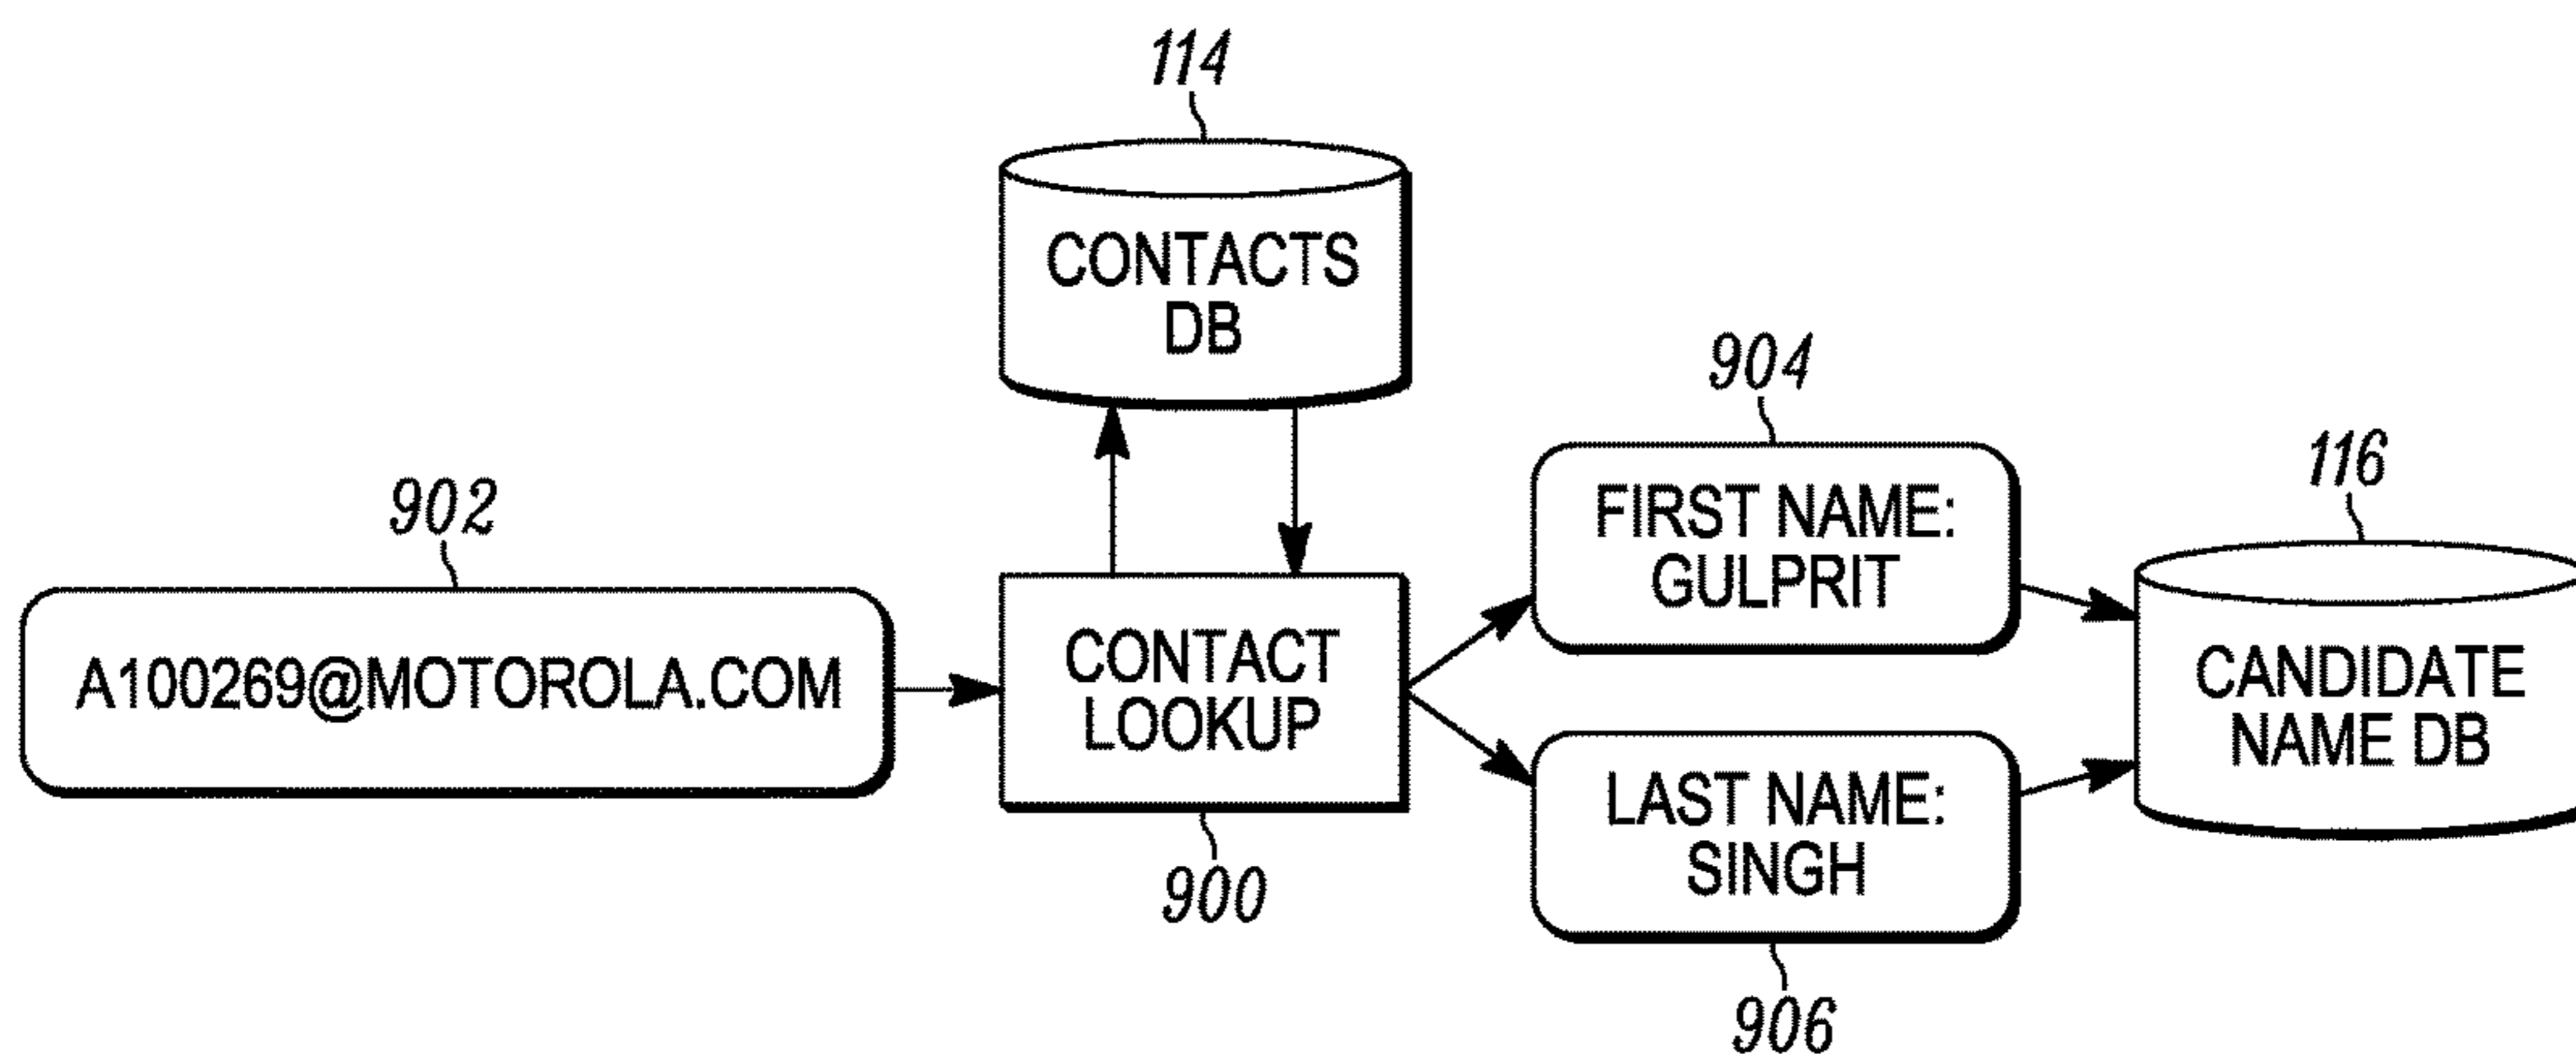 114
CONTACTS
DB
904
FIRST NAME:
GULPRIT
116
902
A100269@MOTOROLA.COM
CONTACT
LOOKUP
CANDIDATE
NAME DB
LAST NAME:
SINGH
900
906